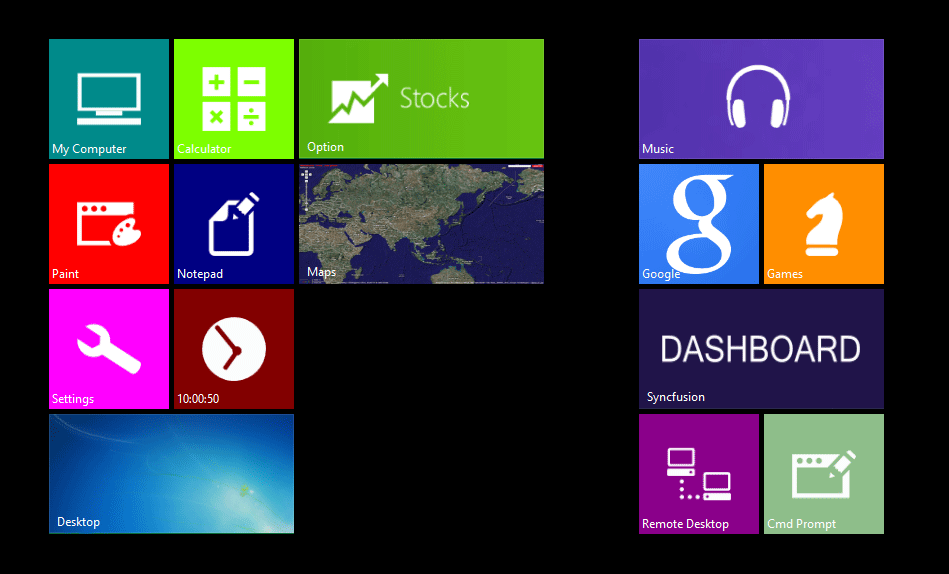 My Computer
Calculator
Stocks
Option
Music
Paint
Notepad
Maps
Google
Games
Settings
10:00:50
DASHBOARD
Syncfusion
Desktop
Remote Desktop
Cmd Prompt